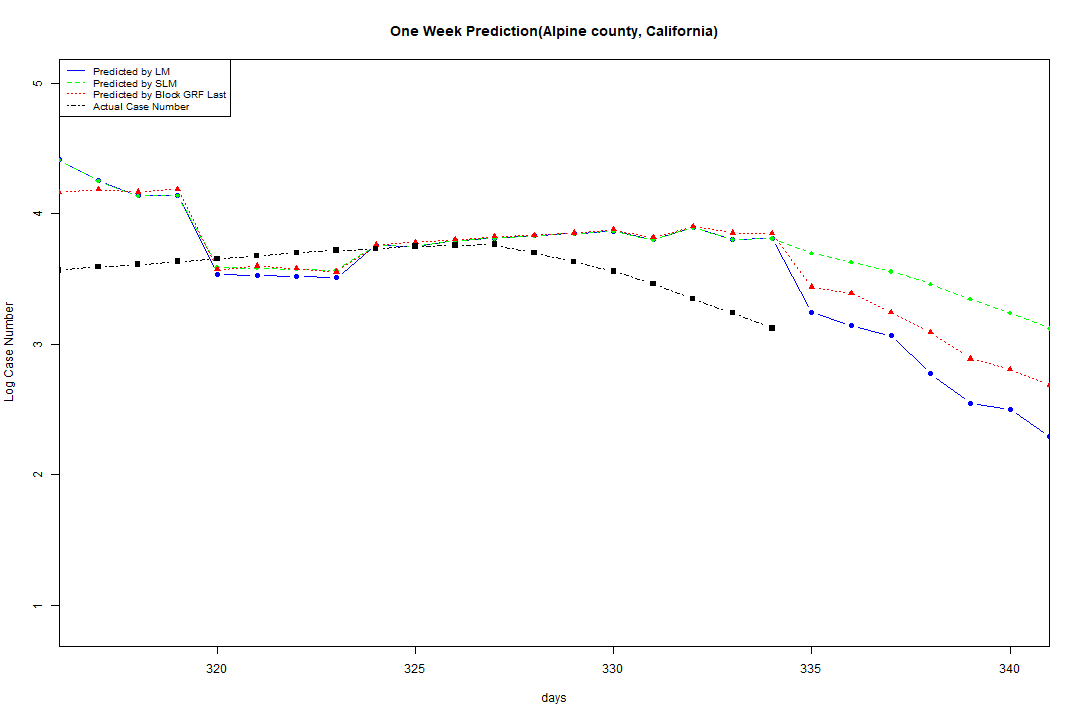 One Week Prediction(Alpine county, California)
Predicted by LM
Predicted by SLM
Predicted by Block GRF Last
Actual Case Number
5
4
3
2
1
Log Case Number
320 325 330 335 340
days